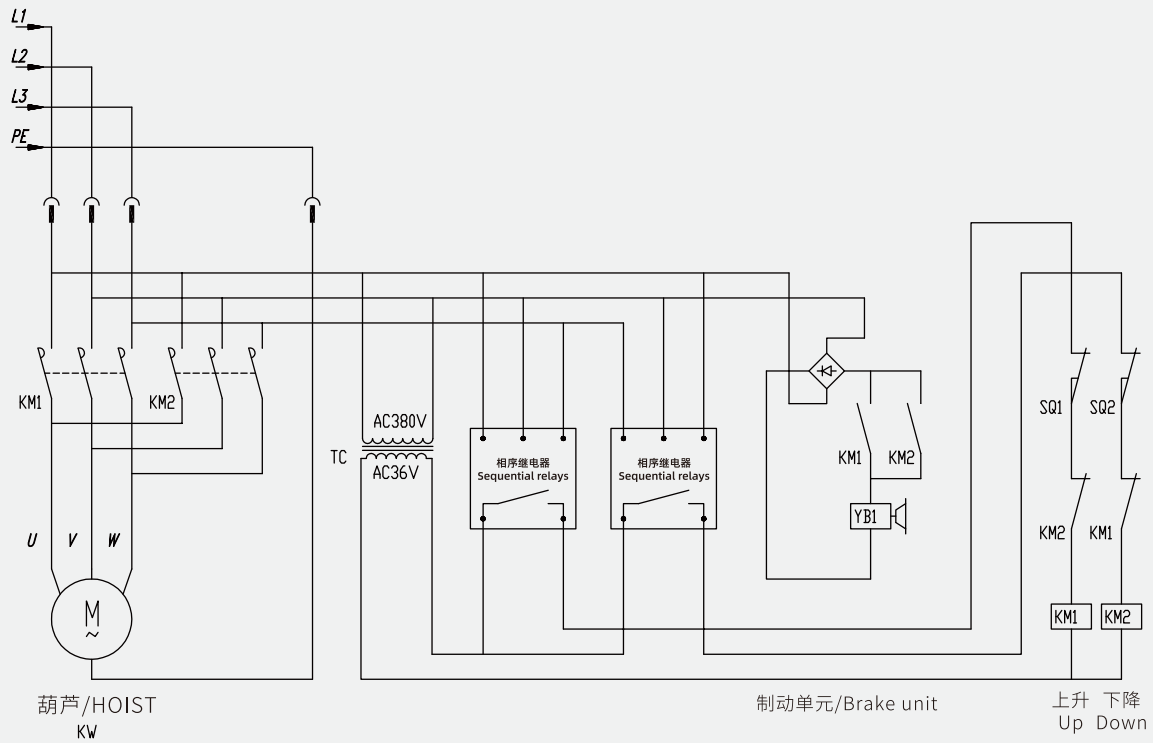 L1
L2
L3
PE
KM1
KM2
TC
AC380V
AC36V
相序继电器
Sequential relays
相序继电器
Sequential relays
KM1
KM2
YB1
SQ1
SQ2
KM2
KM1
KM1
KM2
U
V
W
M
~
葫芦/HOIST
KW
制动单元/Brake unit
上升 下降
Up Down